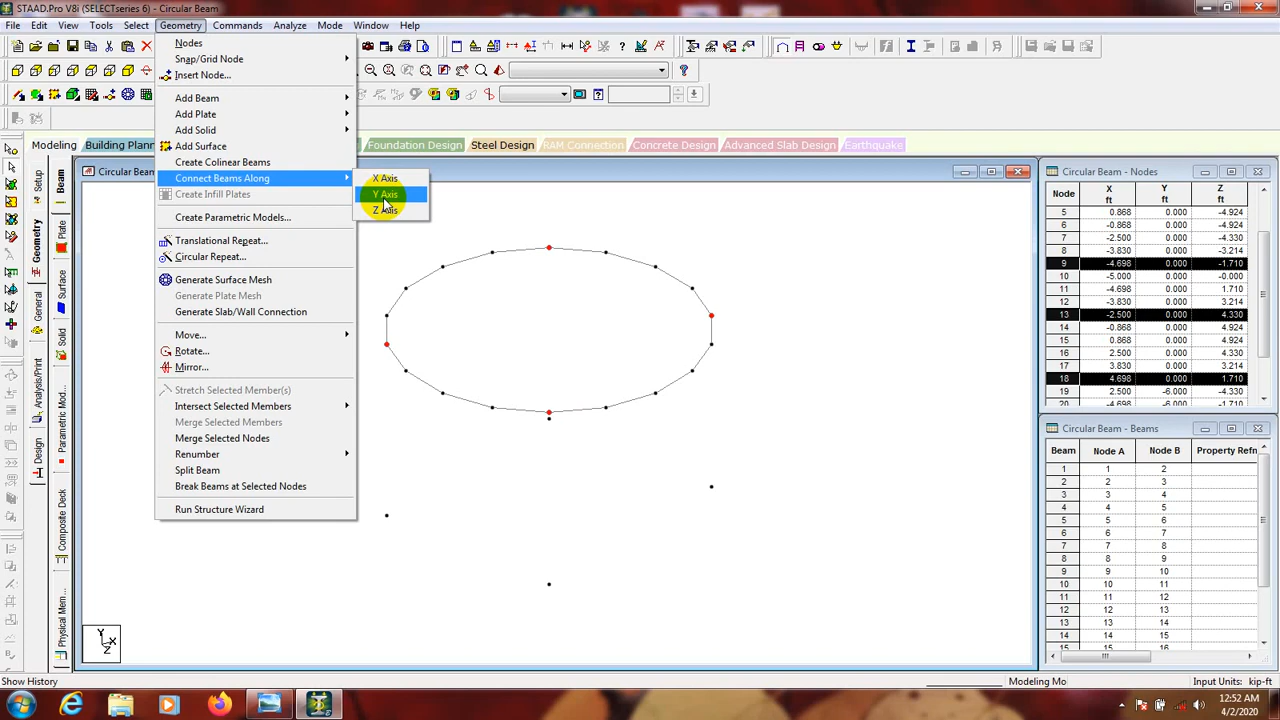 STAAD.Pro V8i (SELECTseries 6) - Circular Beam
File Edit View Tools Select Geometry Commands Analyze Mode Window Help
Nodes
Snap/Grid Node
Insert Node...
Add Beam
Add Plate
Add Solid
Add Surface
Create Colinear Beams
Connect Beams Along
Create Infill Plates
Create Parametric Models...
Translational Repeat...
Circular Repeat...
Generate Surface Mesh
Generate Plate Mesh
Generate Slab/Wall Connection
Move...
Rotate...
Mirror...
Stretch Selected Member(s)
Intersect Selected Members
Merge Selected Members
Merge Selected Nodes
Renumber
Split Beam
Break Beams at Selected Nodes
Run Structure Wizard
X Axis
Y Axis
Z Axis
Modeling Building Plann Foundation Design Steel Design RAM Connection Concrete Design Advanced Slab Design Earthquake
Circular Beam
Setup
Geometry
General
Analysis/Print
Design
Beam
Plate
Surface
Solid
Parametric Mod...
Composite Deck
Physical Mem...
Y
X
Z
Circular Beam - Nodes
Node X ft Y ft Z ft
5 0.868 0.000 -4.924
6 -0.868 0.000 -4.924
7 -2.500 0.000 -4.330
8 -3.830 0.000 -3.214
9 -4.698 0.000 -1.710
10 -5.000 0.000 -0.000
11 -4.698 0.000 1.710
12 -3.830 0.000 3.214
13 -2.500 0.000 4.330
14 -0.868 0.000 4.924
15 0.868 0.000 4.924
16 2.500 0.000 4.330
17 3.830 0.000 3.214
18 4.698 0.000 1.710
19 2.500 -6.000 -4.330
20 -4.698 -6.000 -1.710
Circular Beam - Beams
Beam Node A Node B Property Refn
1 1 2
2 2 3
3 3 4
4 4 5
5 5 6
6 6 7
7 7 8
8 8 9
9 9 10
10 10 11
11 11 12
12 12 13
13 13 14
14 14 15
15 15 16
Show History
Modeling Mo
Input Units: kip-ft
12:52 AM
4/2/2020